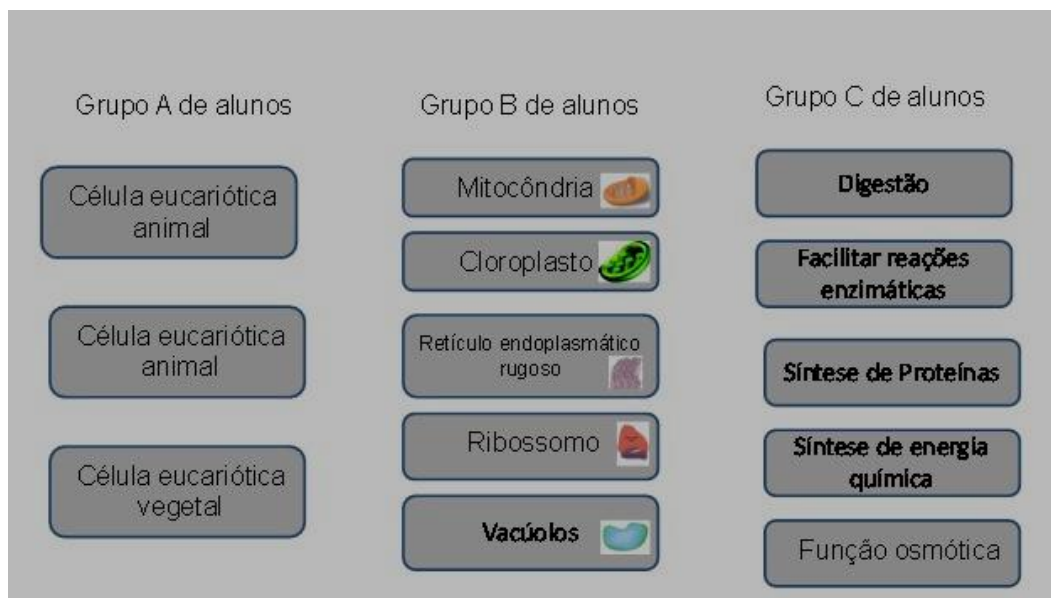 Grupo A de alunos
Célula eucariótica
animal
Célula eucariótica
animal
Célula eucariótica
vegetal
Grupo B de alunos
Mitocôndria
Cloroplasto
Retículo endoplasmático
rugoso
Ribossomo
Vacúolos
Grupo C de alunos
Digestão
Facilitar reações
enzimáticas
Síntese de Proteínas
Síntese de energia
química
Função osmótica